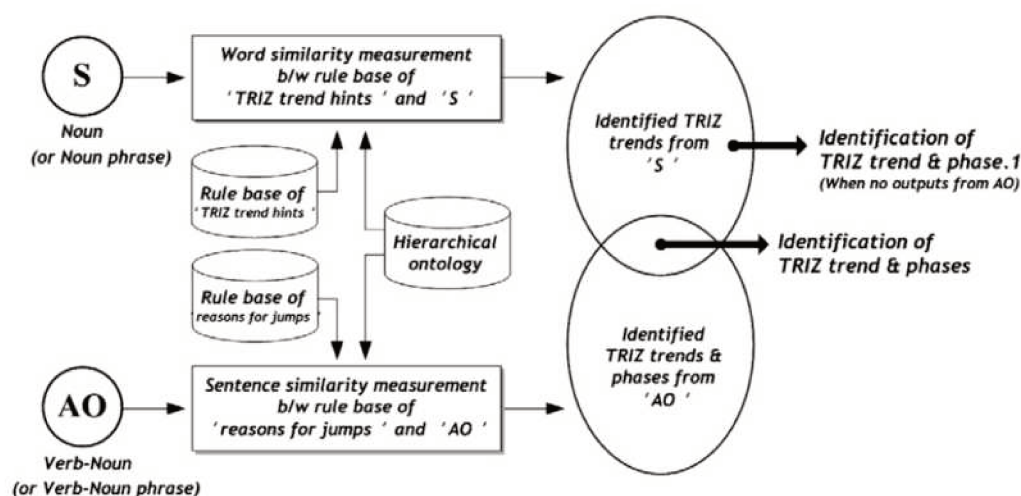 S
Noun
(or Noun phrase)
Word similarity measurement
b/w rule base of
‘TRIZ trend hints ’ and ‘S ’
Rule base of
‘TRIZ trend hints ’
Hierarchical
ontology
Rule base of
‘reasons for jumps ’
AO
Verb-Noun
(or Verb-Noun phrase)
Sentence similarity measurement
b/w rule base of
‘reasons for jumps ’ and ‘AO ’
Identified TRIZ
trends from
‘S ’
Identification of
TRIZ trend & phase.1
(When no outputs from AO)
Identification of
TRIZ trend & phases
Identified
TRIZ trends &
phases from
‘AO ’